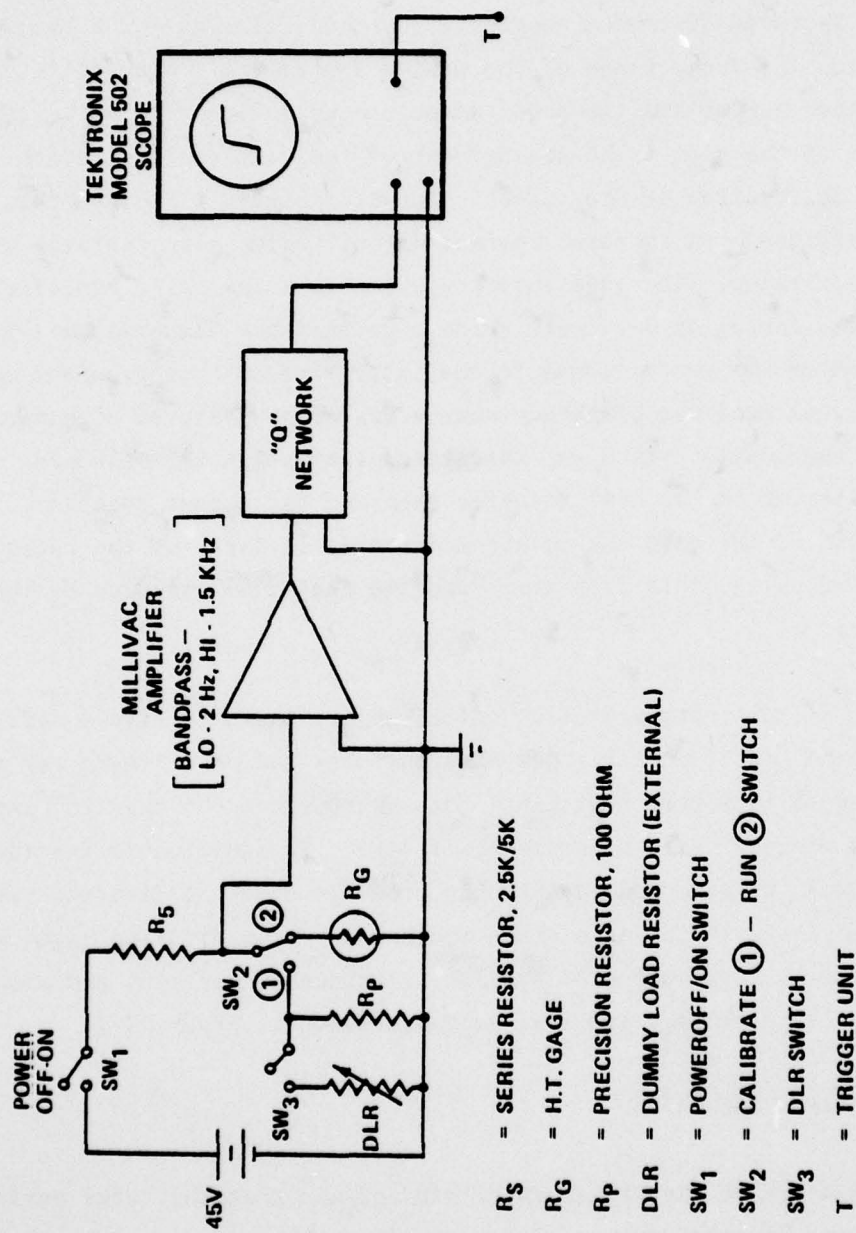 TEKTRONIX
MODEL 502
SCOPE
T
MILLIVAC
AMPLIFIER
[BANDPASS –
LO - 2 Hz, HI - 1.5 KHz]
"Q"
NETWORK
POWER
OFF-ON
SW1
R5
45V
SW2
②
①
RG
SW3
RP
DLR
RS = SERIES RESISTOR, 2.5K/5K
RG = H.T. GAGE
RP = PRECISION RESISTOR, 100 OHM
DLR = DUMMY LOAD RESISTOR (EXTERNAL)
SW1 = POWEROFF/ON SWITCH
SW2 = CALIBRATE ① – RUN ② SWITCH
SW3 = DLR SWITCH
T = TRIGGER UNIT